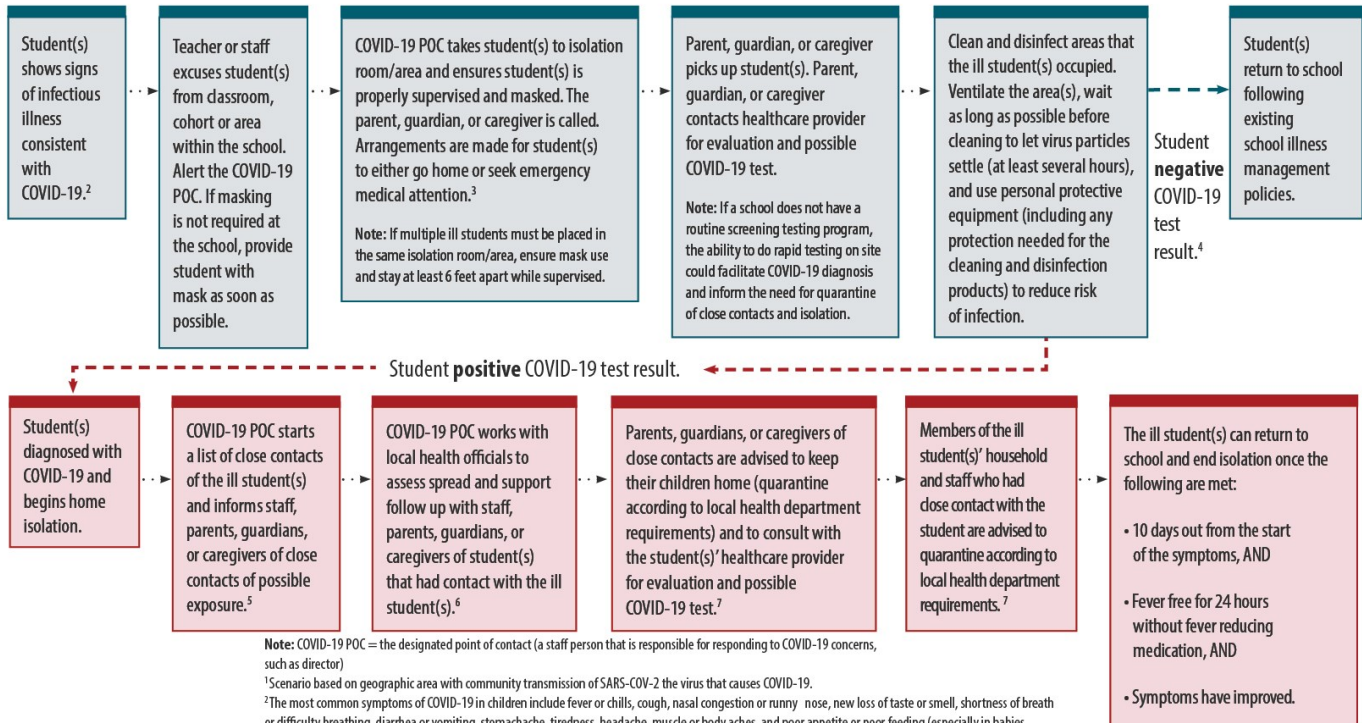 Student(s)
shows signs
of infectious
illness
consistent
with
COVID-19.²
Teacher or staff
excuses student(s)
from classroom,
cohort or area
within the school.
Alert the COVID-19
POC. If masking
is not required at
the school, provide
student with
mask as soon as
possible.
COVID-19 POC takes student(s) to isolation
room/area and ensures student(s) is
properly supervised and masked. The
parent, guardian, or caregiver is called.
Arrangements are made for student(s)
to either go home or seek emergency
medical attention.³
Note: If multiple ill students must be placed in
the same isolation room/area, ensure mask use
and stay at least 6 feet apart while supervised.
Parent, guardian, or caregiver
picks up student(s). Parent,
guardian, or caregiver
contacts healthcare provider
for evaluation and possible
COVID-19 test.
Note: If a school does not have a
routine screening testing program,
the ability to do rapid testing on site
could facilitate COVID-19 diagnosis
and inform the need for quarantine
of close contacts and isolation.
Clean and disinfect areas that
the ill student(s) occupied.
Ventilate the area(s), wait
as long as possible before
cleaning to let virus particles
settle (at least several hours),
and use personal protective
equipment (including any
protection needed for the
cleaning and disinfection
products) to reduce risk
of infection.
Student
negative
COVID-19
test
result.⁴
Student(s)
return to school
following
existing
school illness
management
policies.
Student positive COVID-19 test result.
Student(s)
diagnosed with
COVID-19 and
begins home
isolation.
COVID-19 POC starts
a list of close contacts
of the ill student(s)
and informs staff,
parents, guardians,
or caregivers of close
contacts of possible
exposure.⁵
COVID-19 POC works with
local health officials to
assess spread and support
follow up with staff,
parents, guardians, or
caregivers of student(s)
that had contact with the ill
student(s).⁶
Parents, guardians, or caregivers of
close contacts are advised to keep
their children home (quarantine
according to local health department
requirements) and to consult with
the student(s)' healthcare provider
for evaluation and possible
COVID-19 test.⁷
Members of the ill
student(s)' household
and staff who had
close contact with the
student are advised to
quarantine according to
local health department
requirements. ⁷
The ill student(s) can return to
school and end isolation once the
following are met:
• 10 days out from the start
of the symptoms, AND
• Fever free for 24 hours
without fever reducing
medication, AND
• Symptoms have improved.
Note: COVID-19 POC = the designated point of contact (a staff person that is responsible for responding to COVID-19 concerns,
such as director)
¹Scenario based on geographic area with community transmission of SARS-COV-2 the virus that causes COVID-19.
²The most common symptoms of COVID-19 in children include fever or chills, cough, nasal congestion or runny nose, new loss of taste or smell, shortness of breath
or difficulty breathing, diarrhea or vomiting, stomachache, tiredness, headache, muscle or body aches, and poor appetite or poor feeding (especially in babies